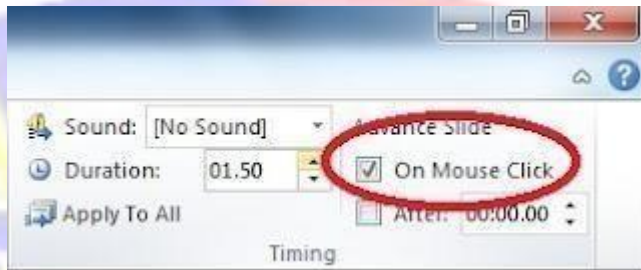 Sound: [No Sound] Advance Slide
Duration: 01.50 On Mouse Click
Apply To All After: 00:00.00
Timing